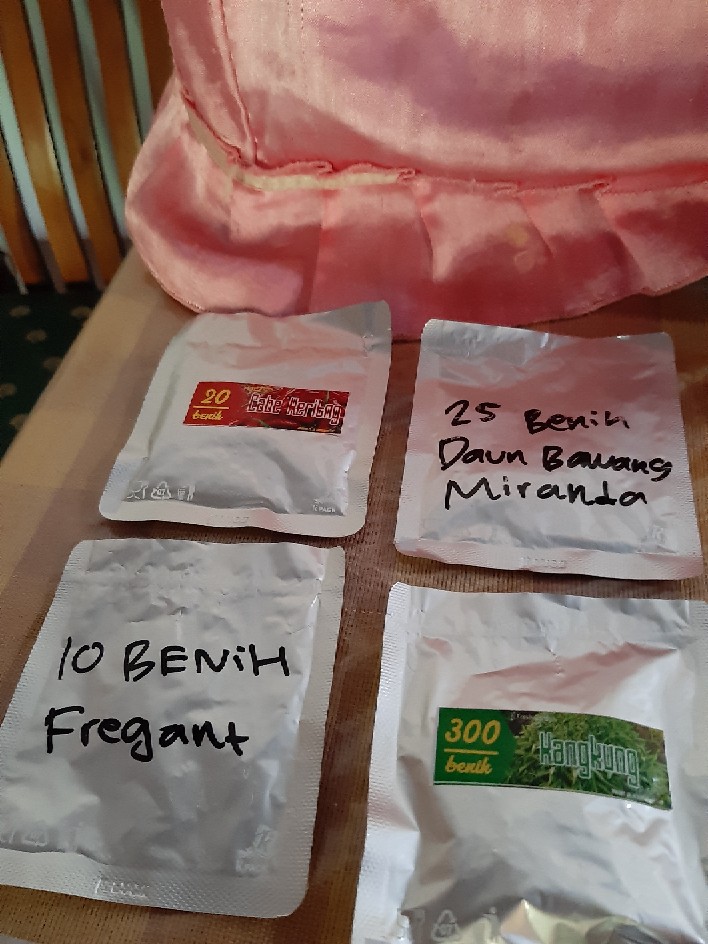 20
benih
Cabe Keriting
25 Benih
Daun Bawang
Miranda
10 BENiH
Fregant
300
benih
Kangkung